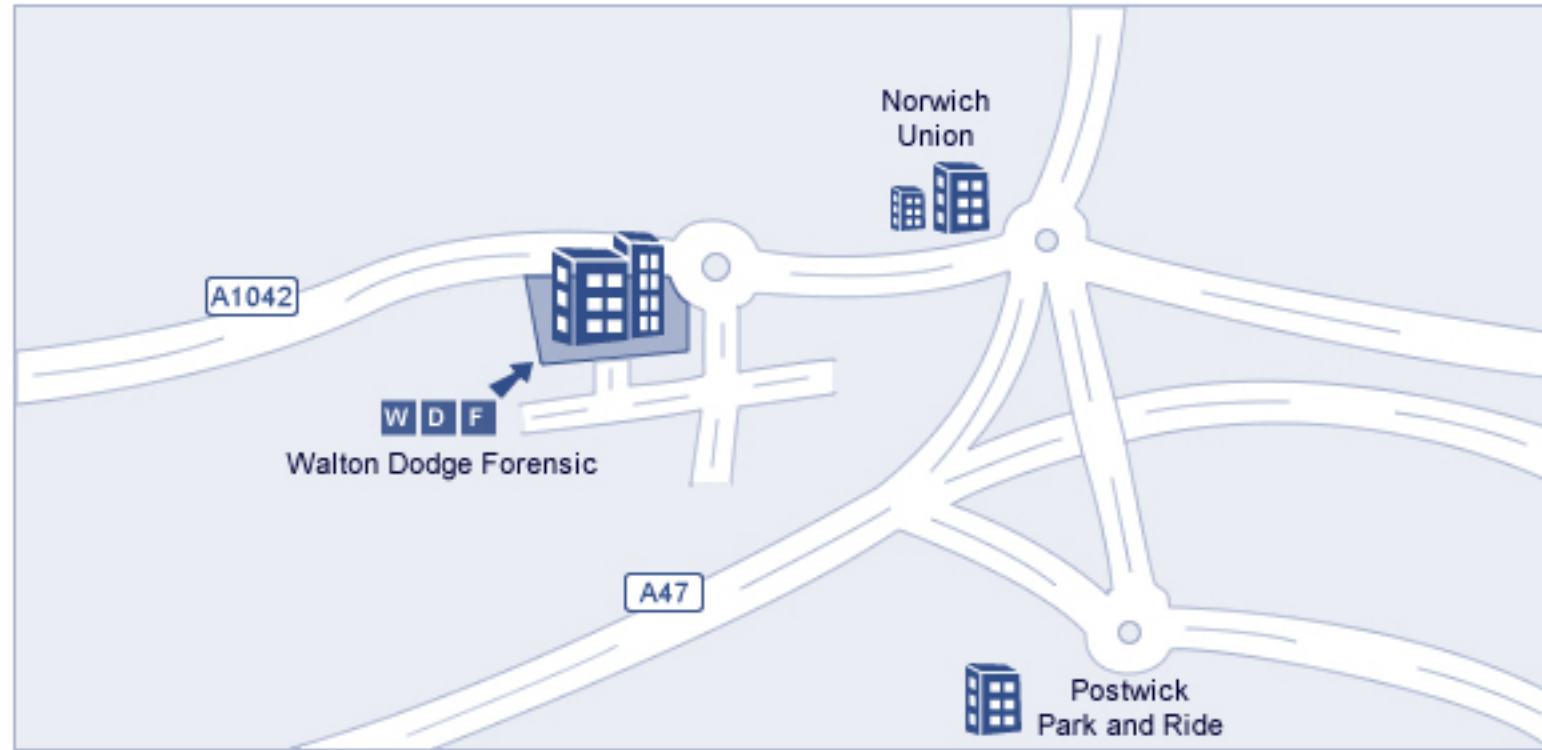 Norwich
Union
A1042
W D F
Walton Dodge Forensic
A47
Postwick
Park and Ride